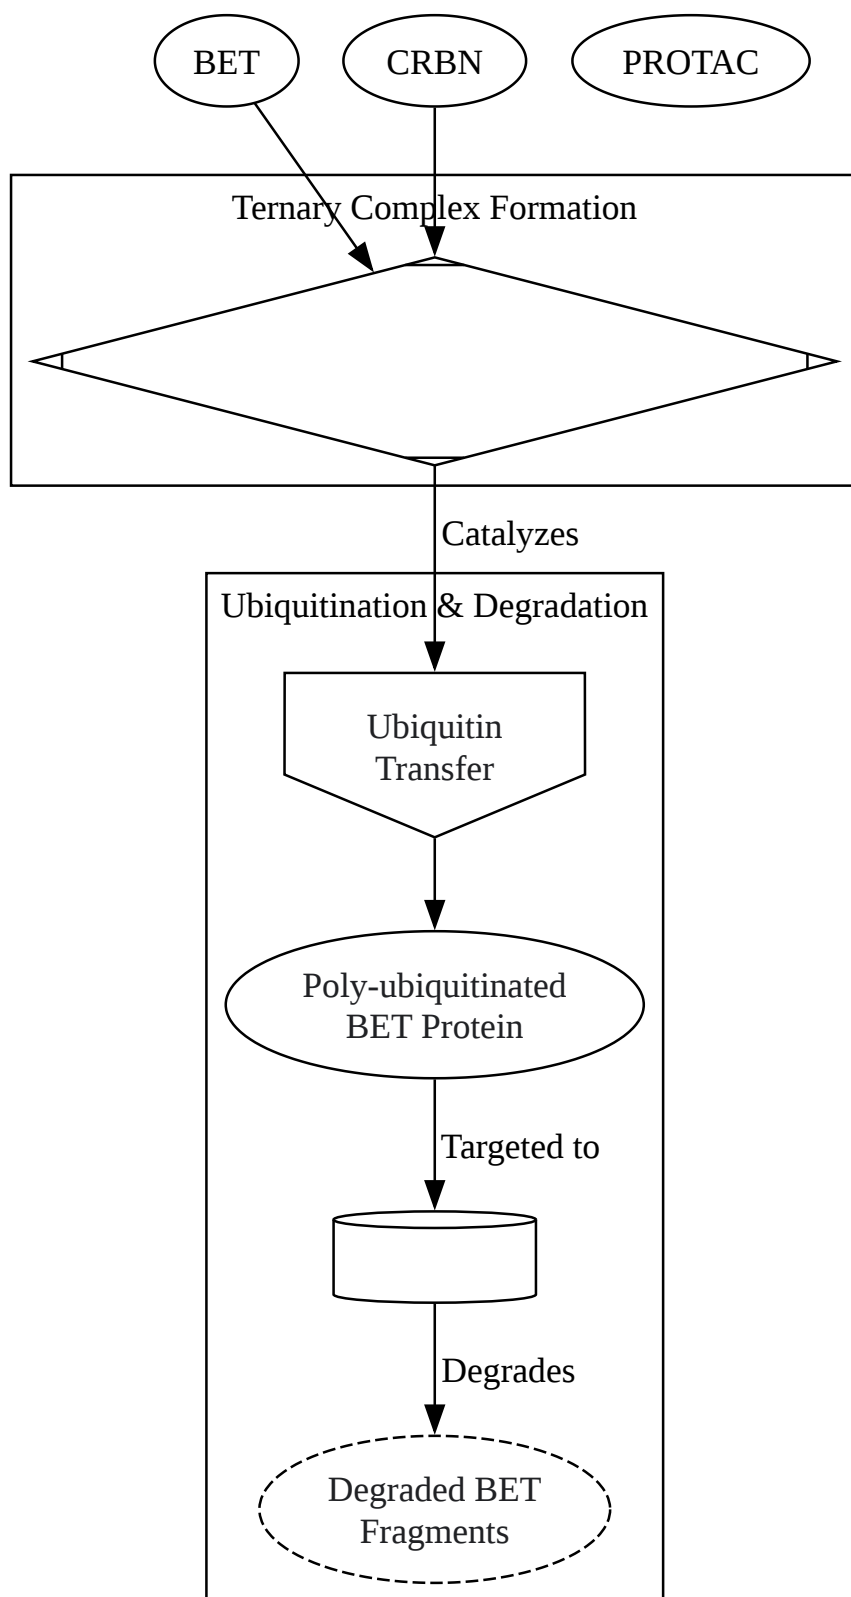 BET
CRBN
PROTAC
Ternary Complex Formation
Catalyzes
Ubiquitination & Degradation
Ubiquitin
Transfer
Poly-ubiquitinated
BET Protein
Targeted to
Degrades
Degraded BET
Fragments